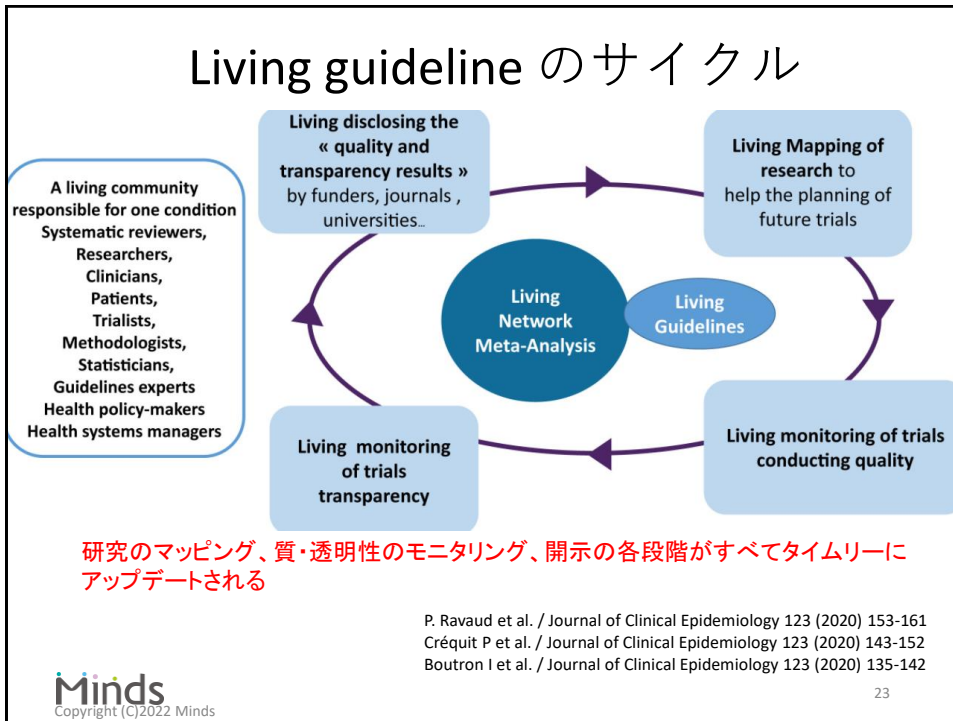 Living guideline のサイクル
A living community
responsible for one condition
Systematic reviewers,
Researchers,
Clinicians,
Patients,
Trialists,
Methodologists,
Statisticians,
Guidelines experts
Health policy-makers
Health systems managers
Living disclosing the
« quality and
transparency results »
by funders, journals ,
universities…
Living Mapping of
research to
help the planning of
future trials
Living
Network
Meta-Analysis
Living
Guidelines
Living monitoring
of trials
transparency
Living monitoring of trials
conducting quality
研究のマッピング、質・透明性のモニタリング、開示の各段階がすべてタイムリーに
アップデートされる
P. Ravaud et al. / Journal of Clinical Epidemiology 123 (2020) 153-161
Créquit P et al. / Journal of Clinical Epidemiology 123 (2020) 143-152
Boutron I et al. / Journal of Clinical Epidemiology 123 (2020) 135-142
Minds
Copyright (C)2022 Minds
23